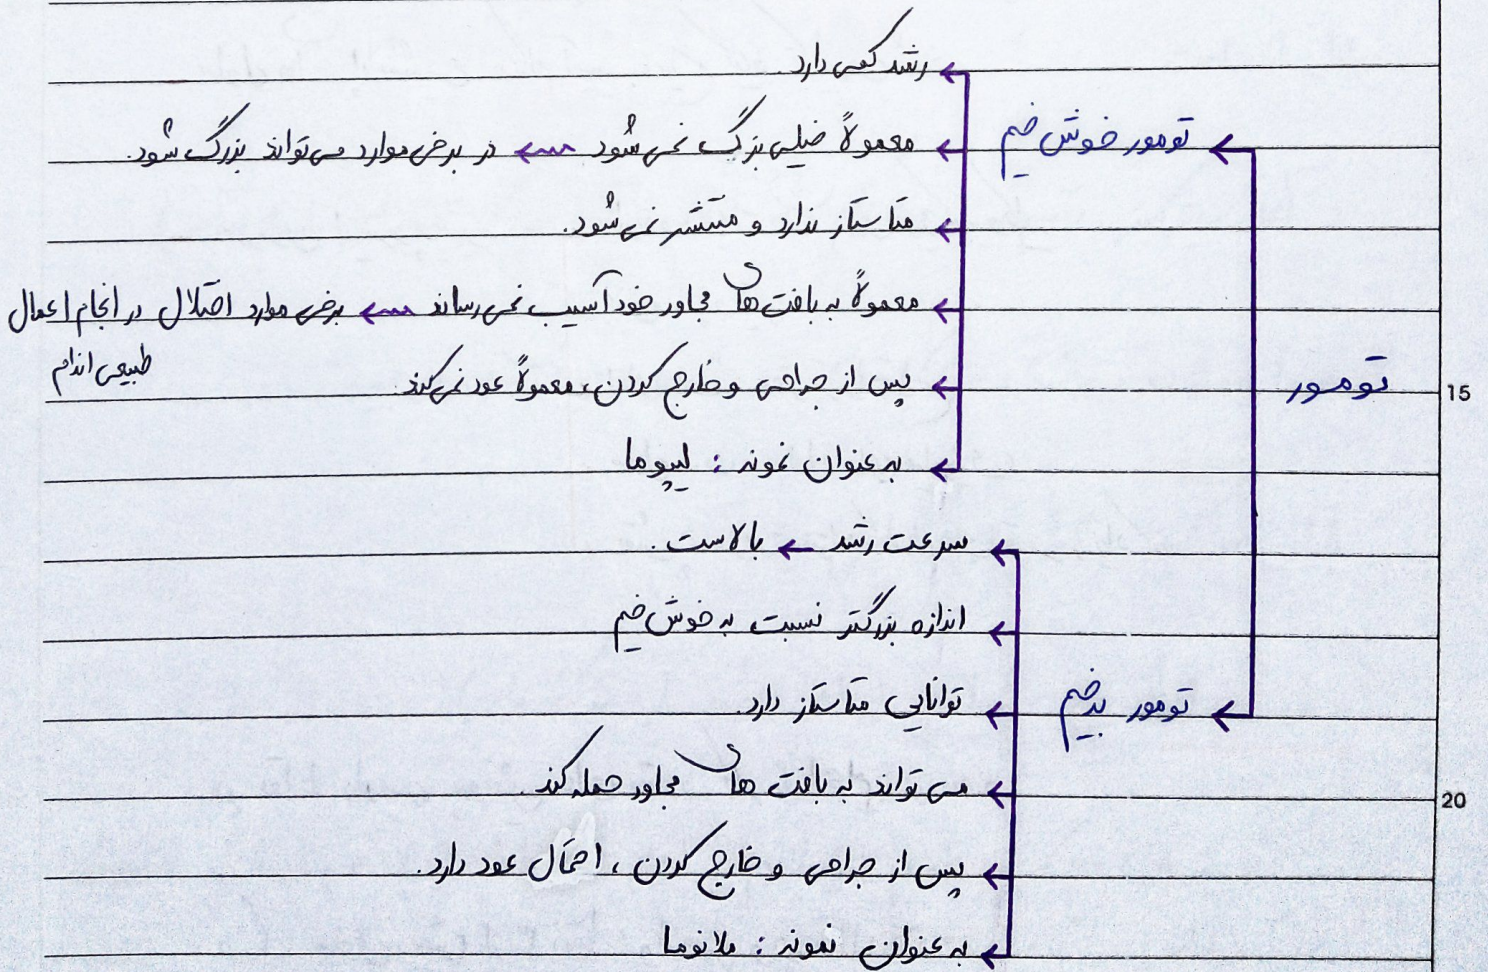 رشد کمی دارد.
تومور خوش خیم ← معمولاً خیلی بزرگ نمی شود ← در برخی موارد می تواند بزرگ شود.
متاستاز ندارد و منتشر نمی شود.
معمولاً به بافت های مجاور خود آسیب نمی رساند ← برخی موارد اختلال در انجام اعمال
طبیعی اندام
تومور
15
پس از جراحی و خارج کردن، معمولاً عود نمی کند.
به عنوان نمونه : لیپوما
سرعت رشد ← بالاست.
اندازه بزرگتر نسبت به خوش خیم
تومور بدخیم ← توانایی متاستاز دارد.
می تواند به بافت های مجاور حمله کند.
20
پس از جراحی و خارج کردن، احتمال عود دارد.
به عنوان نمونه : ملانوما